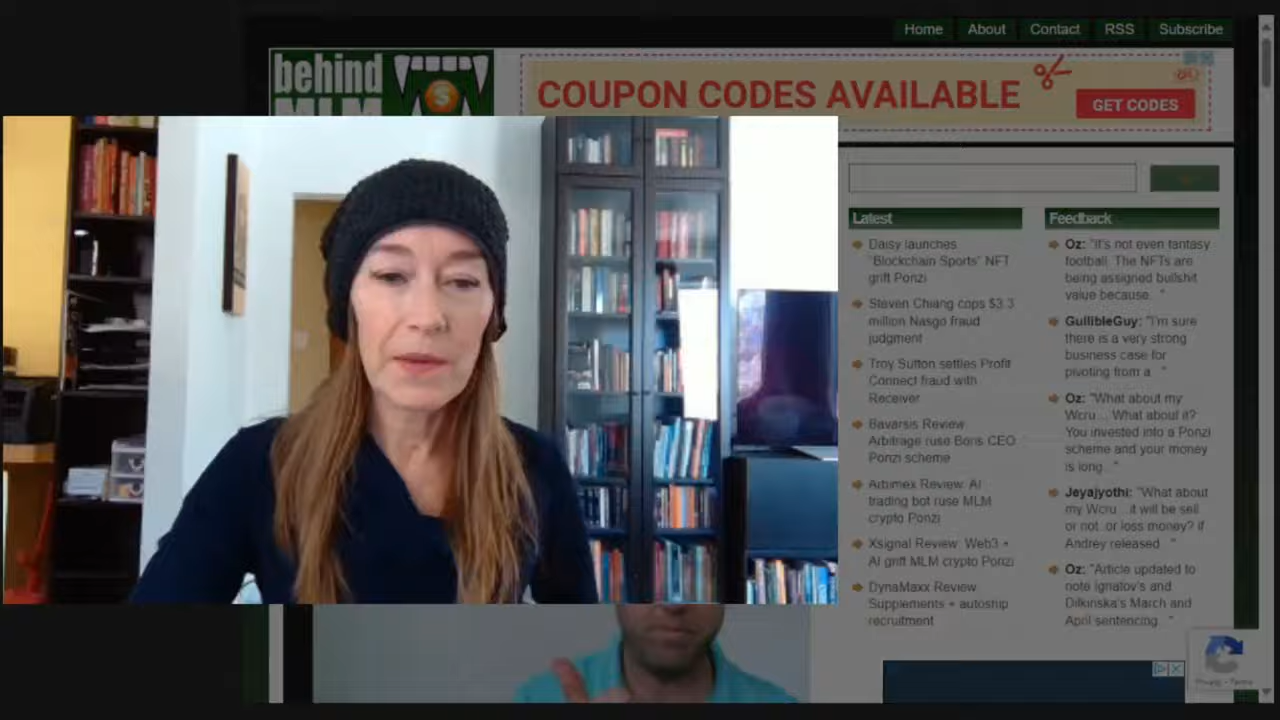 Home About Contact RSS Subscribe
behind
MLM
COUPON CODES AVAILABLE
GET CODES
Latest
Daisy launches
"Blockchain Sports" NFT
grift Ponzi
Steven Chiang cops $3.3
million Nasgo fraud
judgment
Troy Sutton settles Profit
Connect fraud with
Receiver
Bavarsis Review:
Arbitrage ruse Boris CEO
Ponzi scheme
Arbimex Review: AI
trading bot ruse MLM
crypto Ponzi
Xsignal Review: Web3 +
AI grift MLM crypto Ponzi
DynaMaxx Review:
Supplements + autoship
recruitment
Feedback
Oz: "It's not even fantasy
football. The NFTs are
being assigned bullshit
value because..."
GullibleGuy: "I'm sure
there is a very strong
business case for
pivoting from a..."
Oz: "What about my
Wcru... What about it?
You invested into a Ponzi
scheme and your money
is long..."
Jeyajyothi: "What about
my Wcru...it will be sell
or not..or loss money? if
Andrey released..."
Oz: "Article updated to
note Ignatov's and
Dilkinska's March and
April sentencing..."
Privacy - Terms